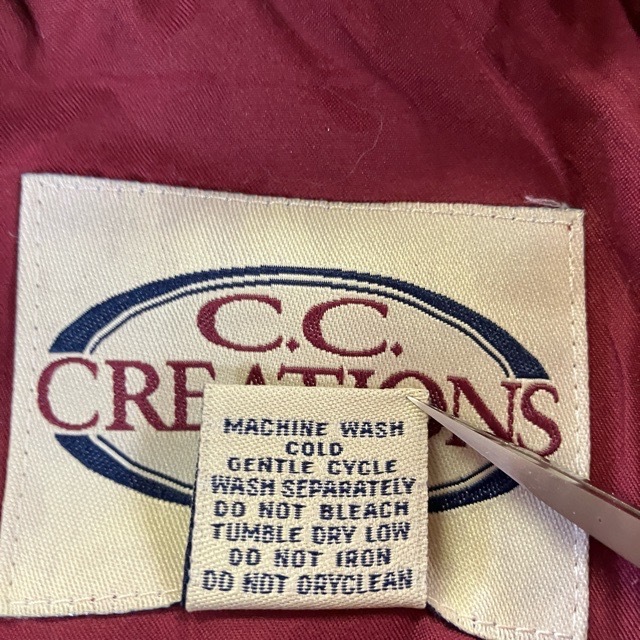 C.C.
CREATIONS
MACHINE WASH
COLD
GENTLE CYCLE
WASH SEPARATELY
DO NOT BLEACH
TUMBLE DRY LOW
DO NOT IRON
DO NOT DRYCLEAN